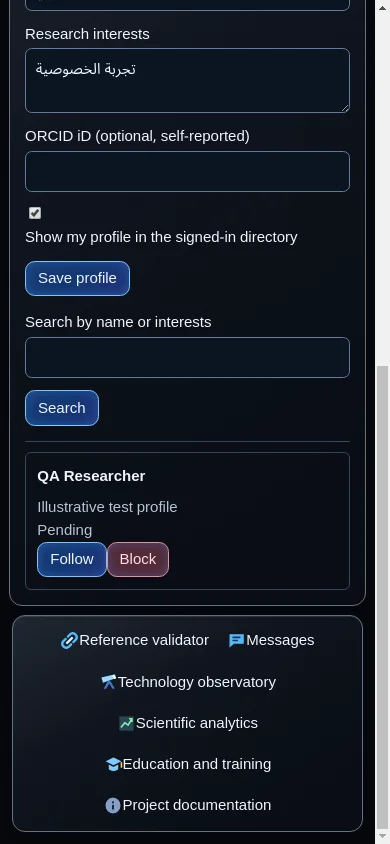 Research interests
تجربة الخصوصية
ORCID iD (optional, self-reported)
Show my profile in the signed-in directory
Save profile
Search by name or interests
Search
QA Researcher
Illustrative test profile
Pending
Follow Block
Reference validator Messages
Technology observatory
Scientific analytics
Education and training
Project documentation